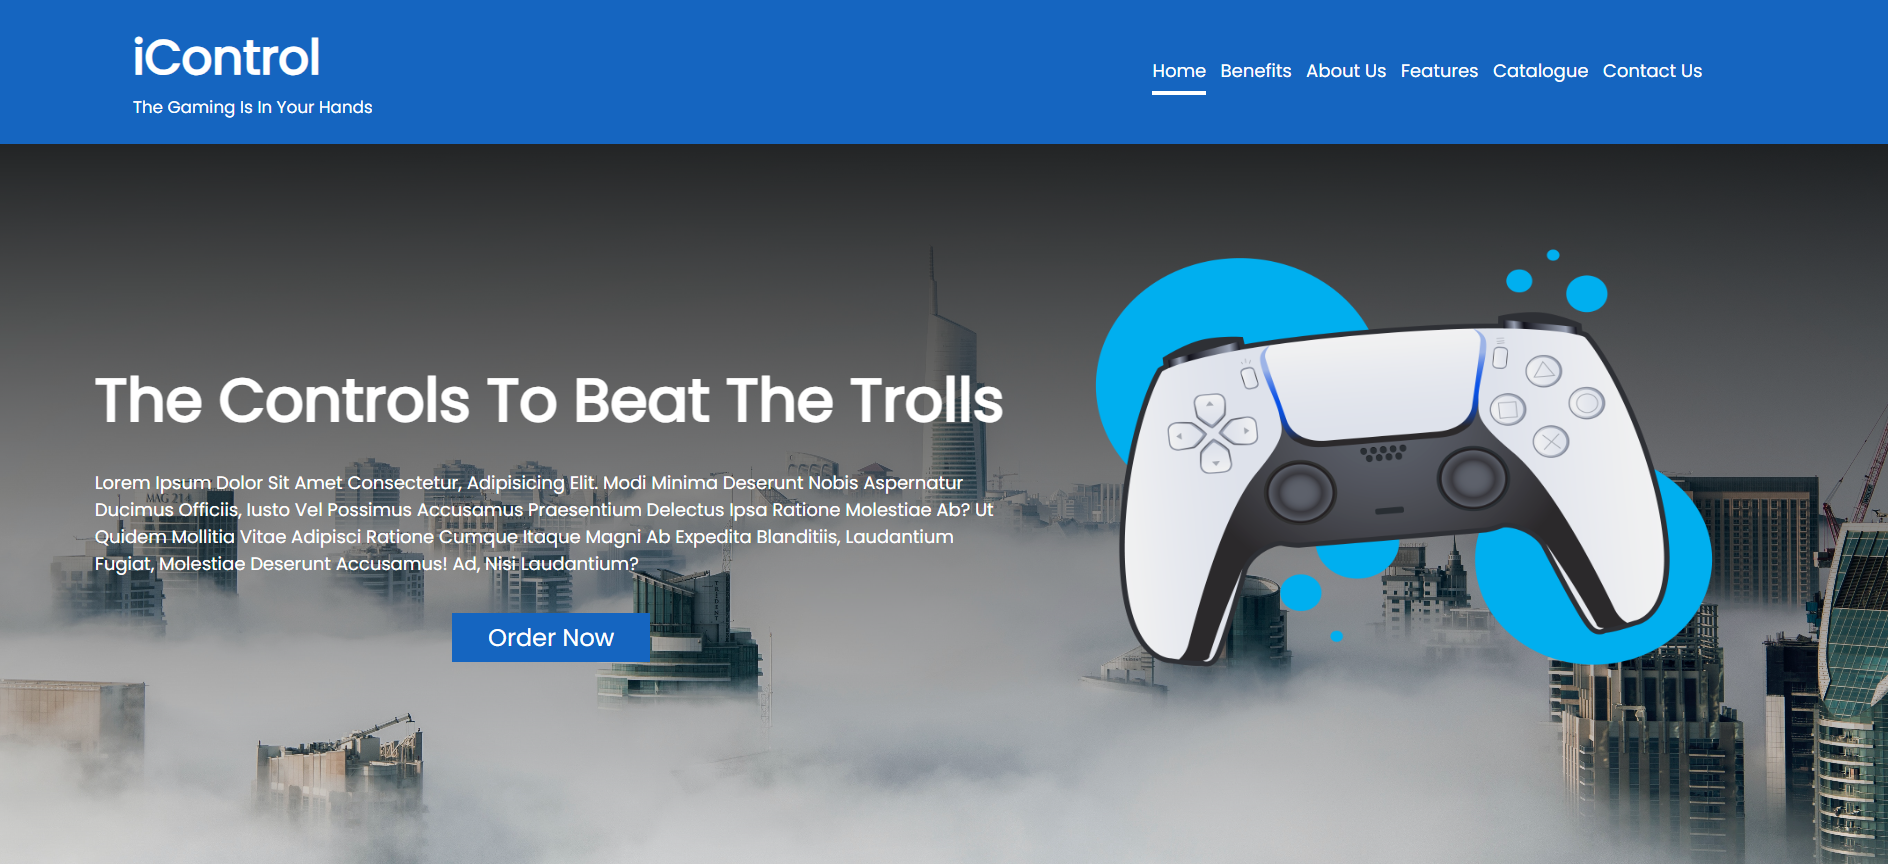 iControl
The Gaming Is In Your Hands
Home Benefits About Us Features Catalogue Contact Us
The Controls To Beat The Trolls
Lorem Ipsum Dolor Sit Amet Consectetur, Adipisicing Elit. Modi Minima Deserunt Nobis Aspernatur
Ducimus Officiis, Iusto Vel Possimus Accusamus Praesentium Delectus Ipsa Ratione Molestiae Ab? Ut
Quidem Mollitia Vitae Adipisci Ratione Cumque Itaque Magni Ab Expedita Blanditiis, Laudantium
Fugiat, Molestiae Deserunt Accusamus! Ad, Nisi Laudantium?
MAG 214
Order Now